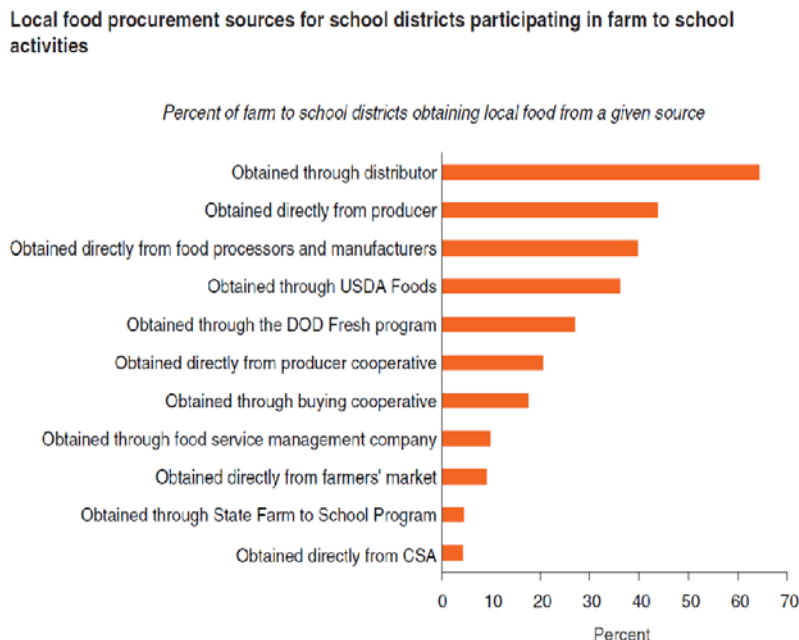 Local food procurement sources for school districts participating in farm to school
activities
Percent of farm to school districts obtaining local food from a given source
Obtained through distributor
Obtained directly from producer
Obtained directly from food processors and manufacturers
Obtained through USDA Foods
Obtained through the DOD Fresh program
Obtained directly from producer cooperative
Obtained through buying cooperative
Obtained through food service management company
Obtained directly from farmers' market
Obtained through State Farm to School Program
Obtained directly from CSA
0 10 20 30 40 50 60 70
Percent